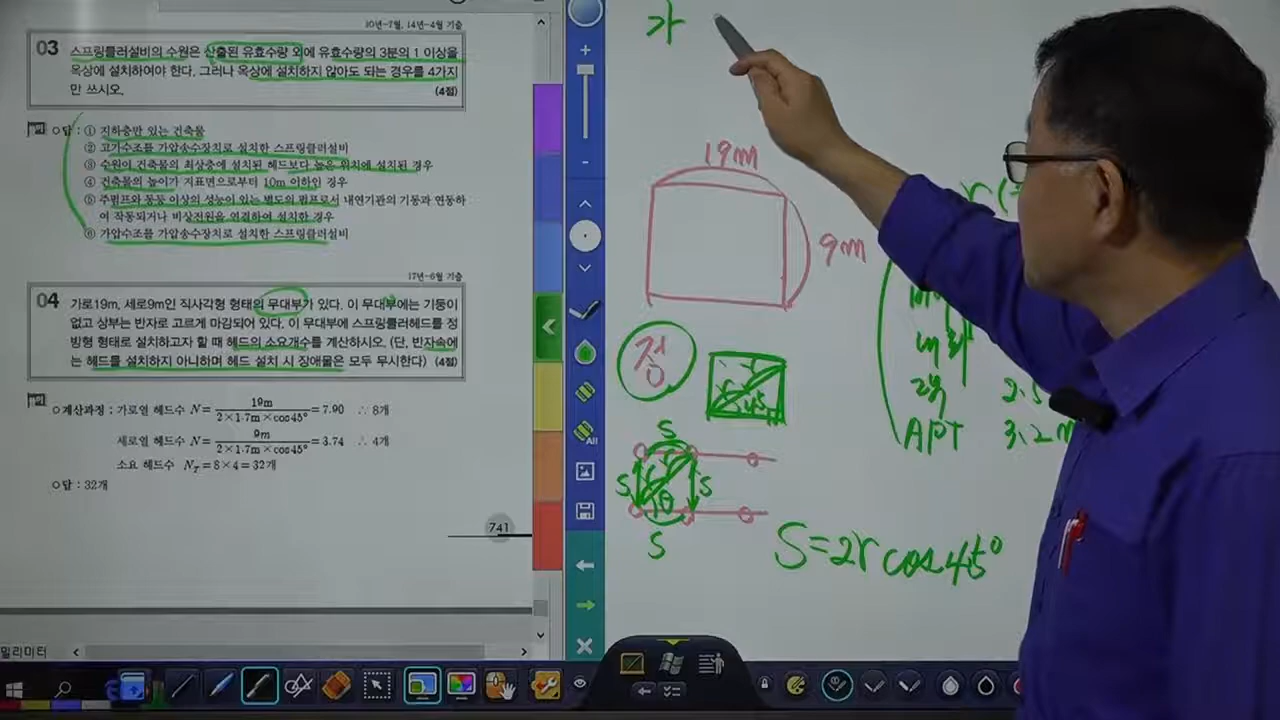 10년-7월, 14년-4월 기출
03 스프링클러설비의 수원은 산출된 유효수량 외에 유효수량의 3분의 1 이상을
옥상에 설치하여야 한다. 그러나 옥상에 설치하지 않아도 되는 경우를 4가지
만 쓰시오. (4점)
○답 : ① 지하층만 있는 건축물
② 고가수조를 가압송수장치로 설치한 스프링클러설비
③ 수원이 건축물의 최상층에 설치된 헤드보다 높은 위치에 설치된 경우
④ 건축물의 높이가 지표면으로부터 10m 이하인 경우
⑤ 주펌프와 동등 이상의 성능이 있는 별도의 펌프로서 내연기관의 기동과 연동하
여 작동되거나 비상전원을 연결하여 설치한 경우
⑥ 가압수조를 가압송수장치로 설치한 스프링클러설비
17년-6월 기출
04 가로19m, 세로9m인 직사각형 형태의 무대부가 있다. 이 무대부에는 기둥이
없고 상부는 반자로 고르게 마감되어 있다. 이 무대부에 스프링클러헤드를 정
방형 형태로 설치하고자 할 때 헤드의 소요개수를 계산하시오. (단, 반자속에
는 헤드를 설치하지 아니하며 헤드 설치 시 장애물은 모두 무시한다) (4점)
○계산과정 : 가로열 헤드수 N = 19m / 2×1.7m×cos45° = 7.90 ∴ 8개
세로열 헤드수 N = 9m / 2×1.7m×cos45° = 3.74 ∴ 4개
소요 헤드수 N_T = 8×4 = 32개
○답 : 32개
741
밀리미터
All
가
19m
9m
정
S
S
S
θ
S
S=2r cos45°
r
내화
2.5
APT 3.2m